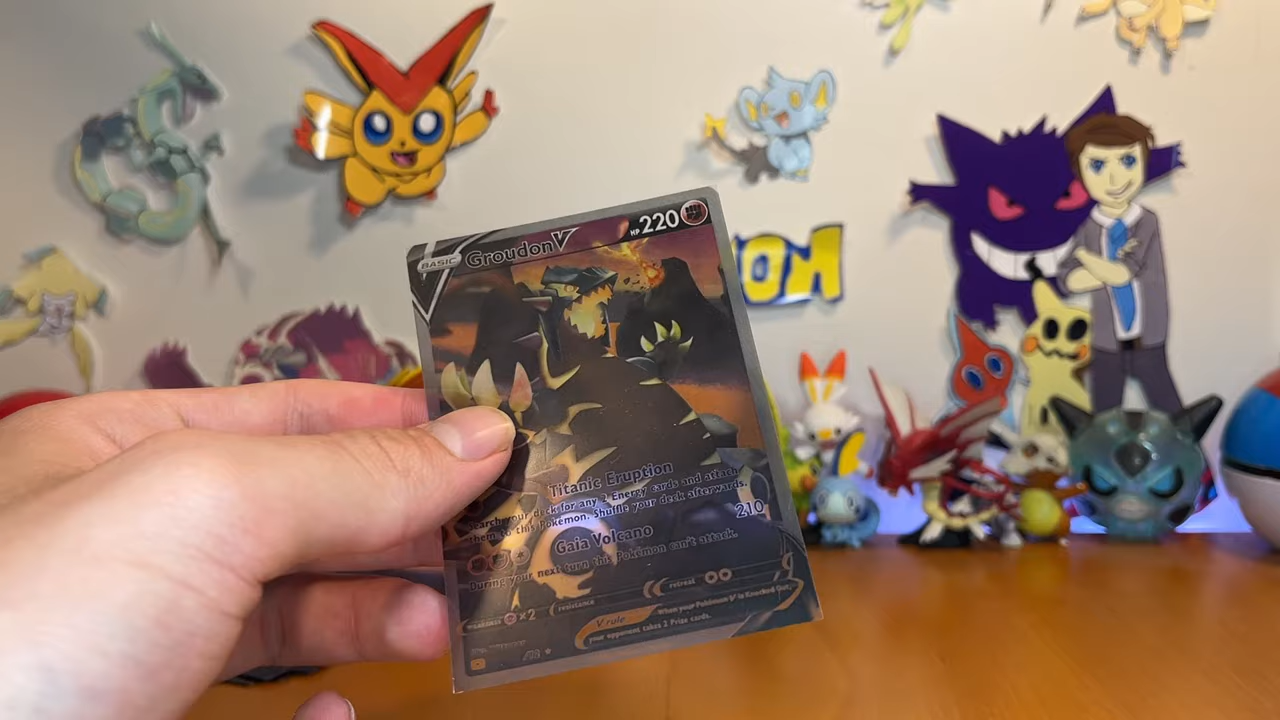 BASIC Groudon V HP 220
Titanic Eruption
Search your deck for any 2 Energy cards and attach
them to this Pokémon. Shuffle your deck afterwards.
Gaia Volcano 210
During your next turn this Pokémon can't attack.
weakness ×2 resistance retreat
V rule When your Pokémon V is Knocked Out,
your opponent takes 2 Prize cards.